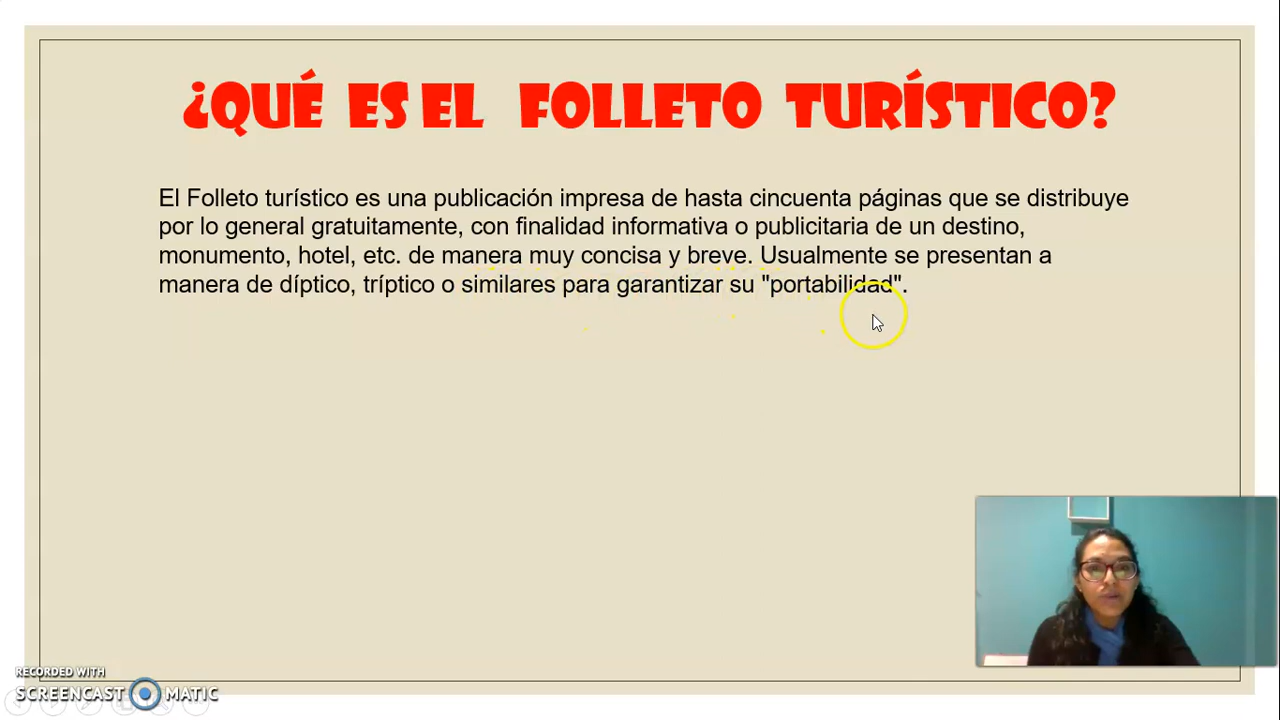 ¿QUÉ ES EL FOLLETO TURÍSTICO?
El Folleto turístico es una publicación impresa de hasta cincuenta páginas que se distribuye
por lo general gratuitamente, con finalidad informativa o publicitaria de un destino,
monumento, hotel, etc. de manera muy concisa y breve. Usualmente se presentan a
manera de díptico, tríptico o similares para garantizar su "portabilidad".
RECORDED WITH
SCREENCAST MATIC